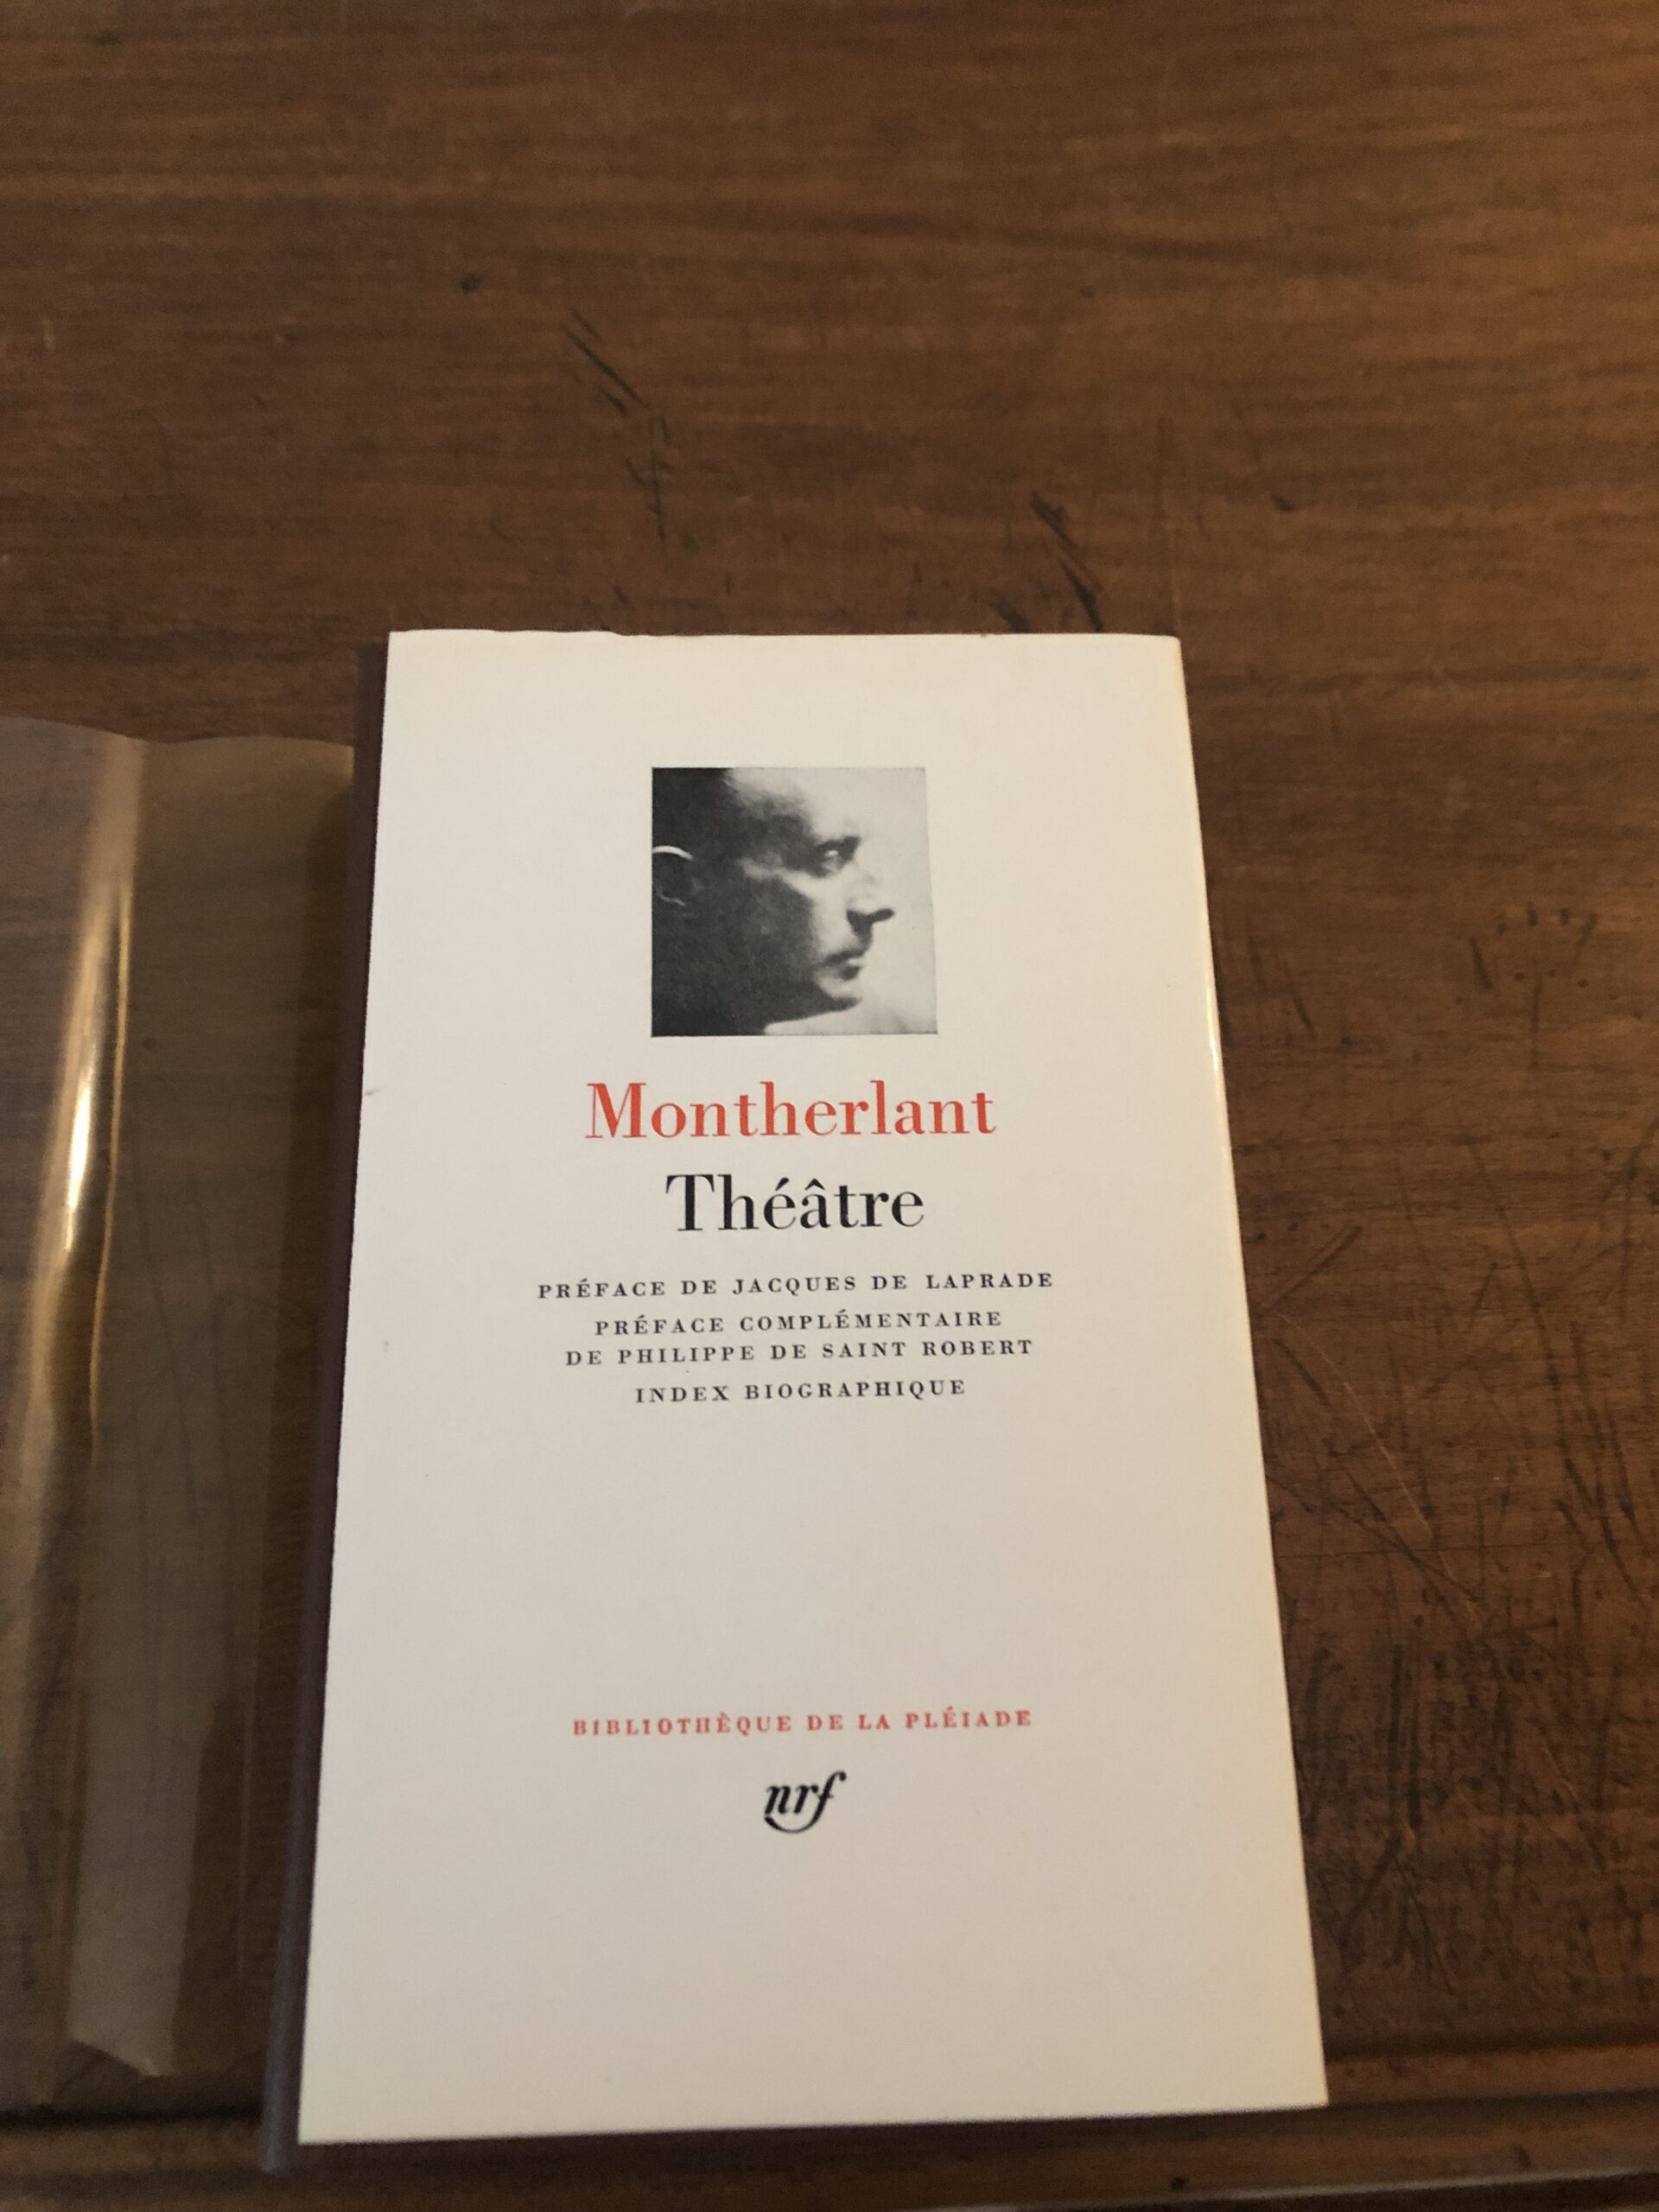 Montherlant
Théâtre
PRÉFACE DE JACQUES DE LAPRADE
PRÉFACE COMPLÉMENTAIRE
DE PHILIPPE DE SAINT ROBERT
INDEX BIOGRAPHIQUE
BIBLIOTHÈQUE DE LA PLÉIADE
nrf